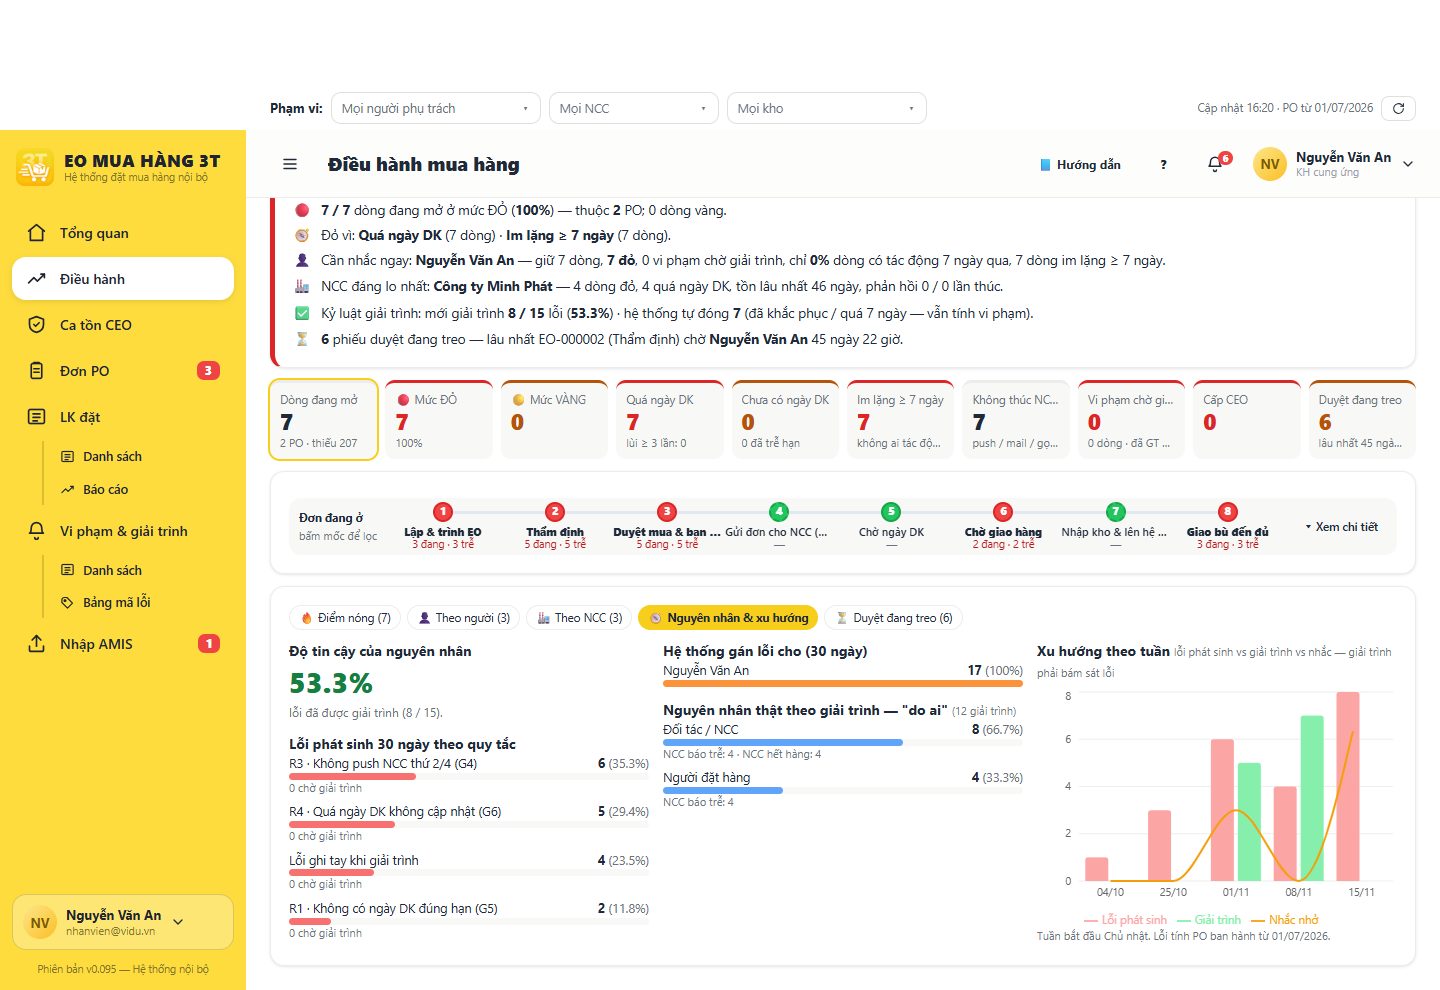 Phạm vi: Mọi người phụ trách Mọi NCC Mọi kho Cập nhật 16:20 · PO từ 01/07/2026
3T EO MUA HÀNG 3T
Hệ thống đặt mua hàng nội bộ
Điều hành mua hàng
Hướng dẫn ? 6 NV Nguyễn Văn An
KH cung ứng
Tổng quan
Điều hành
Ca tồn CEO
Đơn PO 3
LK đặt
Danh sách
Báo cáo
Vi phạm & giải trình
Danh sách
Bảng mã lỗi
Nhập AMIS 1
NV Nguyễn Văn An
nhanvien@vidu.vn
Phiên bản v0.095 — Hệ thống nội bộ
7 / 7 dòng đang mở ở mức ĐỎ (100%) — thuộc 2 PO; 0 dòng vàng.
Đỏ vì: Quá ngày DK (7 dòng) · Im lặng ≥ 7 ngày (7 dòng).
Cần nhắc ngay: Nguyễn Văn An — giữ 7 dòng, 7 đỏ, 0 vi phạm chờ giải trình, chỉ 0% dòng có tác động 7 ngày qua, 7 dòng im lặng ≥ 7 ngày.
NCC đáng lo nhất: Công ty Minh Phát — 4 dòng đỏ, 4 quá ngày DK, tồn lâu nhất 46 ngày, phản hồi 0 / 0 lần thúc.
Kỷ luật giải trình: mới giải trình 8 / 15 lỗi (53.3%) · hệ thống tự đóng 7 (đã khắc phục / quá 7 ngày — vẫn tính vi phạm).
6 phiếu duyệt đang treo — lâu nhất EO-000002 (Thẩm định) chờ Nguyễn Văn An 45 ngày 22 giờ.
Dòng đang mở
7
2 PO · thiếu 207
Mức ĐỎ
7
100%
Mức VÀNG
0
Quá ngày DK
7
lùi ≥ 3 lần: 0
Chưa có ngày DK
0
0 đã trễ hạn
Im lặng ≥ 7 ngày
7
không ai tác độ...
Không thúc NC...
7
push / mail / gọ...
Vi phạm chờ gi...
0
0 dòng · đã GT ...
Cấp CEO
0
Duyệt đang treo
6
lâu nhất 45 ngà...
Đơn đang ở
bấm mốc để lọc
1
Lập & trình EO
3 đang · 3 trễ
2
Thẩm định
5 đang · 5 trễ
3
Duyệt mua & ban ...
5 đang · 5 trễ
4
Gửi đơn cho NCC (...
—
5
Chờ ngày DK
—
6
Chờ giao hàng
2 đang · 2 trễ
7
Nhập kho & lên hệ ...
—
8
Giao bù đến đủ
3 đang · 3 trễ
Xem chi tiết
Điểm nóng (7) Theo người (3) Theo NCC (3) Nguyên nhân & xu hướng Duyệt đang treo (6)
Độ tin cậy của nguyên nhân
53.3%
lỗi đã được giải trình (8 / 15).
Lỗi phát sinh 30 ngày theo quy tắc
R3 · Không push NCC thứ 2/4 (G4) 6 (35.3%)
0 chờ giải trình
R4 · Quá ngày DK không cập nhật (G6) 5 (29.4%)
0 chờ giải trình
Lỗi ghi tay khi giải trình 4 (23.5%)
0 chờ giải trình
R1 · Không có ngày DK đúng hạn (G5) 2 (11.8%)
0 chờ giải trình
Hệ thống gán lỗi cho (30 ngày)
Nguyễn Văn An 17 (100%)
Nguyên nhân thật theo giải trình — "do ai" (12 giải trình)
Đối tác / NCC 8 (66.7%)
NCC báo trễ: 4 · NCC hết hàng: 4
Người đặt hàng 4 (33.3%)
NCC báo trễ: 4
Xu hướng theo tuần lỗi phát sinh vs giải trình vs nhắc — giải trình
phải bám sát lỗi
8
6
4
2
0
04/10 25/10 01/11 08/11 15/11
Lỗi phát sinh Giải trình Nhắc nhở
Tuần bắt đầu Chủ nhật. Lỗi tính PO ban hành từ 01/07/2026.